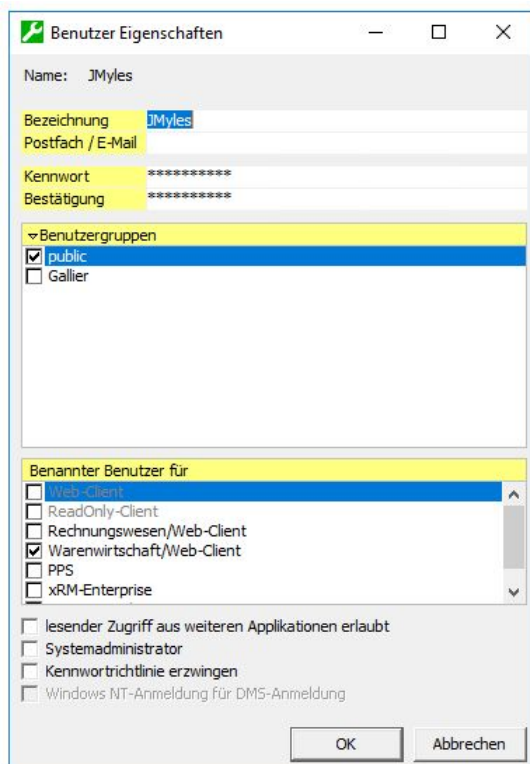 Benutzer Eigenschaften
Name: JMyles
Bezeichnung JMyles
Postfach / E-Mail
Kennwort **********
Bestätigung **********
Benutzergruppen
public
Gallier
Benannter Benutzer für
Web-Client
ReadOnly-Client
Rechnungswesen/Web-Client
Warenwirtschaft/Web-Client
PPS
xRM-Enterprise
lesender Zugriff aus weiteren Applikationen erlaubt
Systemadministrator
Kennwortrichtlinie erzwingen
Windows NT-Anmeldung für DMS-Anmeldung
OK Abbrechen